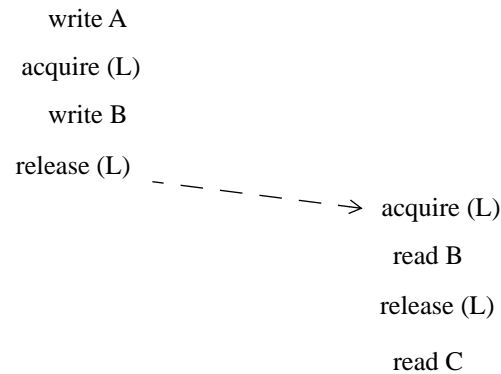 write A
acquire (L)
write B
release (L)
acquire (L)
read B
release (L)
read C